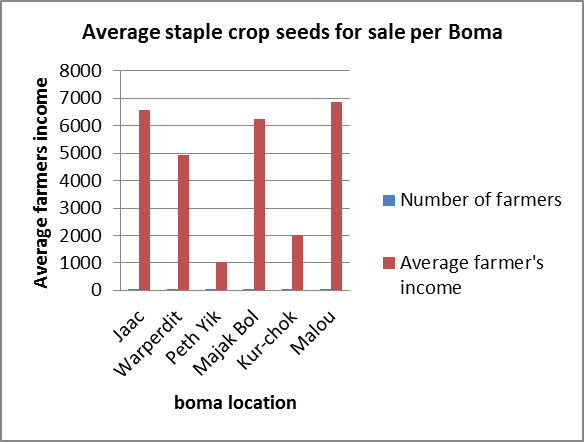 Average staple crop seeds for sale per Boma
Average farmers income
8000
7000
6000
5000
4000
3000
2000
1000
0
Jaac
Warperdit
Peth Yik
Majak Bol
Kur-chok
Malou
boma location
Number of farmers
Average farmer's
income